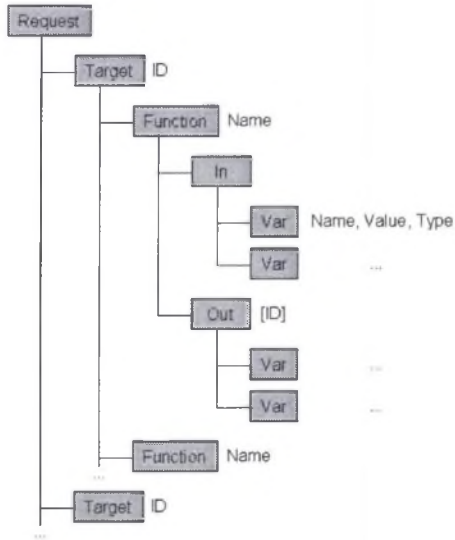 Request
Target ID
Function Name
In
Var Name, Value, Type
Var ...
Out [ID]
Var ...
Var ...
Function Name
...
Target ID
...